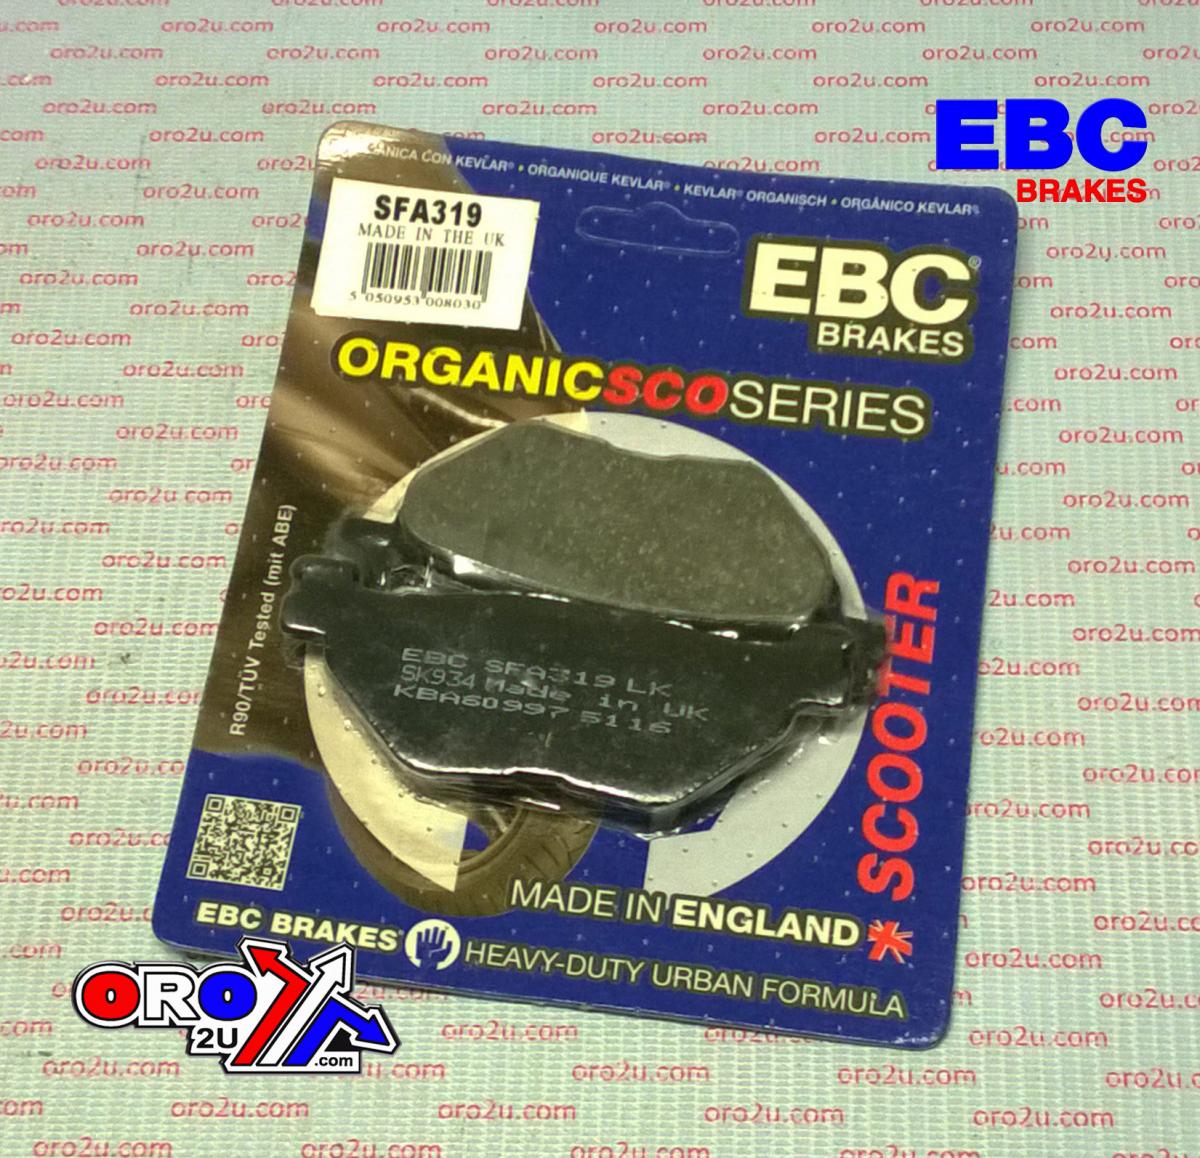 EBC
BRAKES
GANICA CON KEVLAR® • ORGANIQUE KEVLAR® • KEVLAR® ORGANISCH • ORGÂNICO KEVLAR®
SFA319
MADE IN THE UK
5 050953 008030
EBC®
BRAKES
ORGANICSCOSERIES
R90/TÜV Tested (mit ABE)
EBC SFA319 LK
SK934 Made in UK
KBA60997 5116
SCOOTER
MADE IN ENGLAND
EBC BRAKES®
HEAVY-DUTY URBAN FORMULA
ORO
2U
.com
oro2u.com